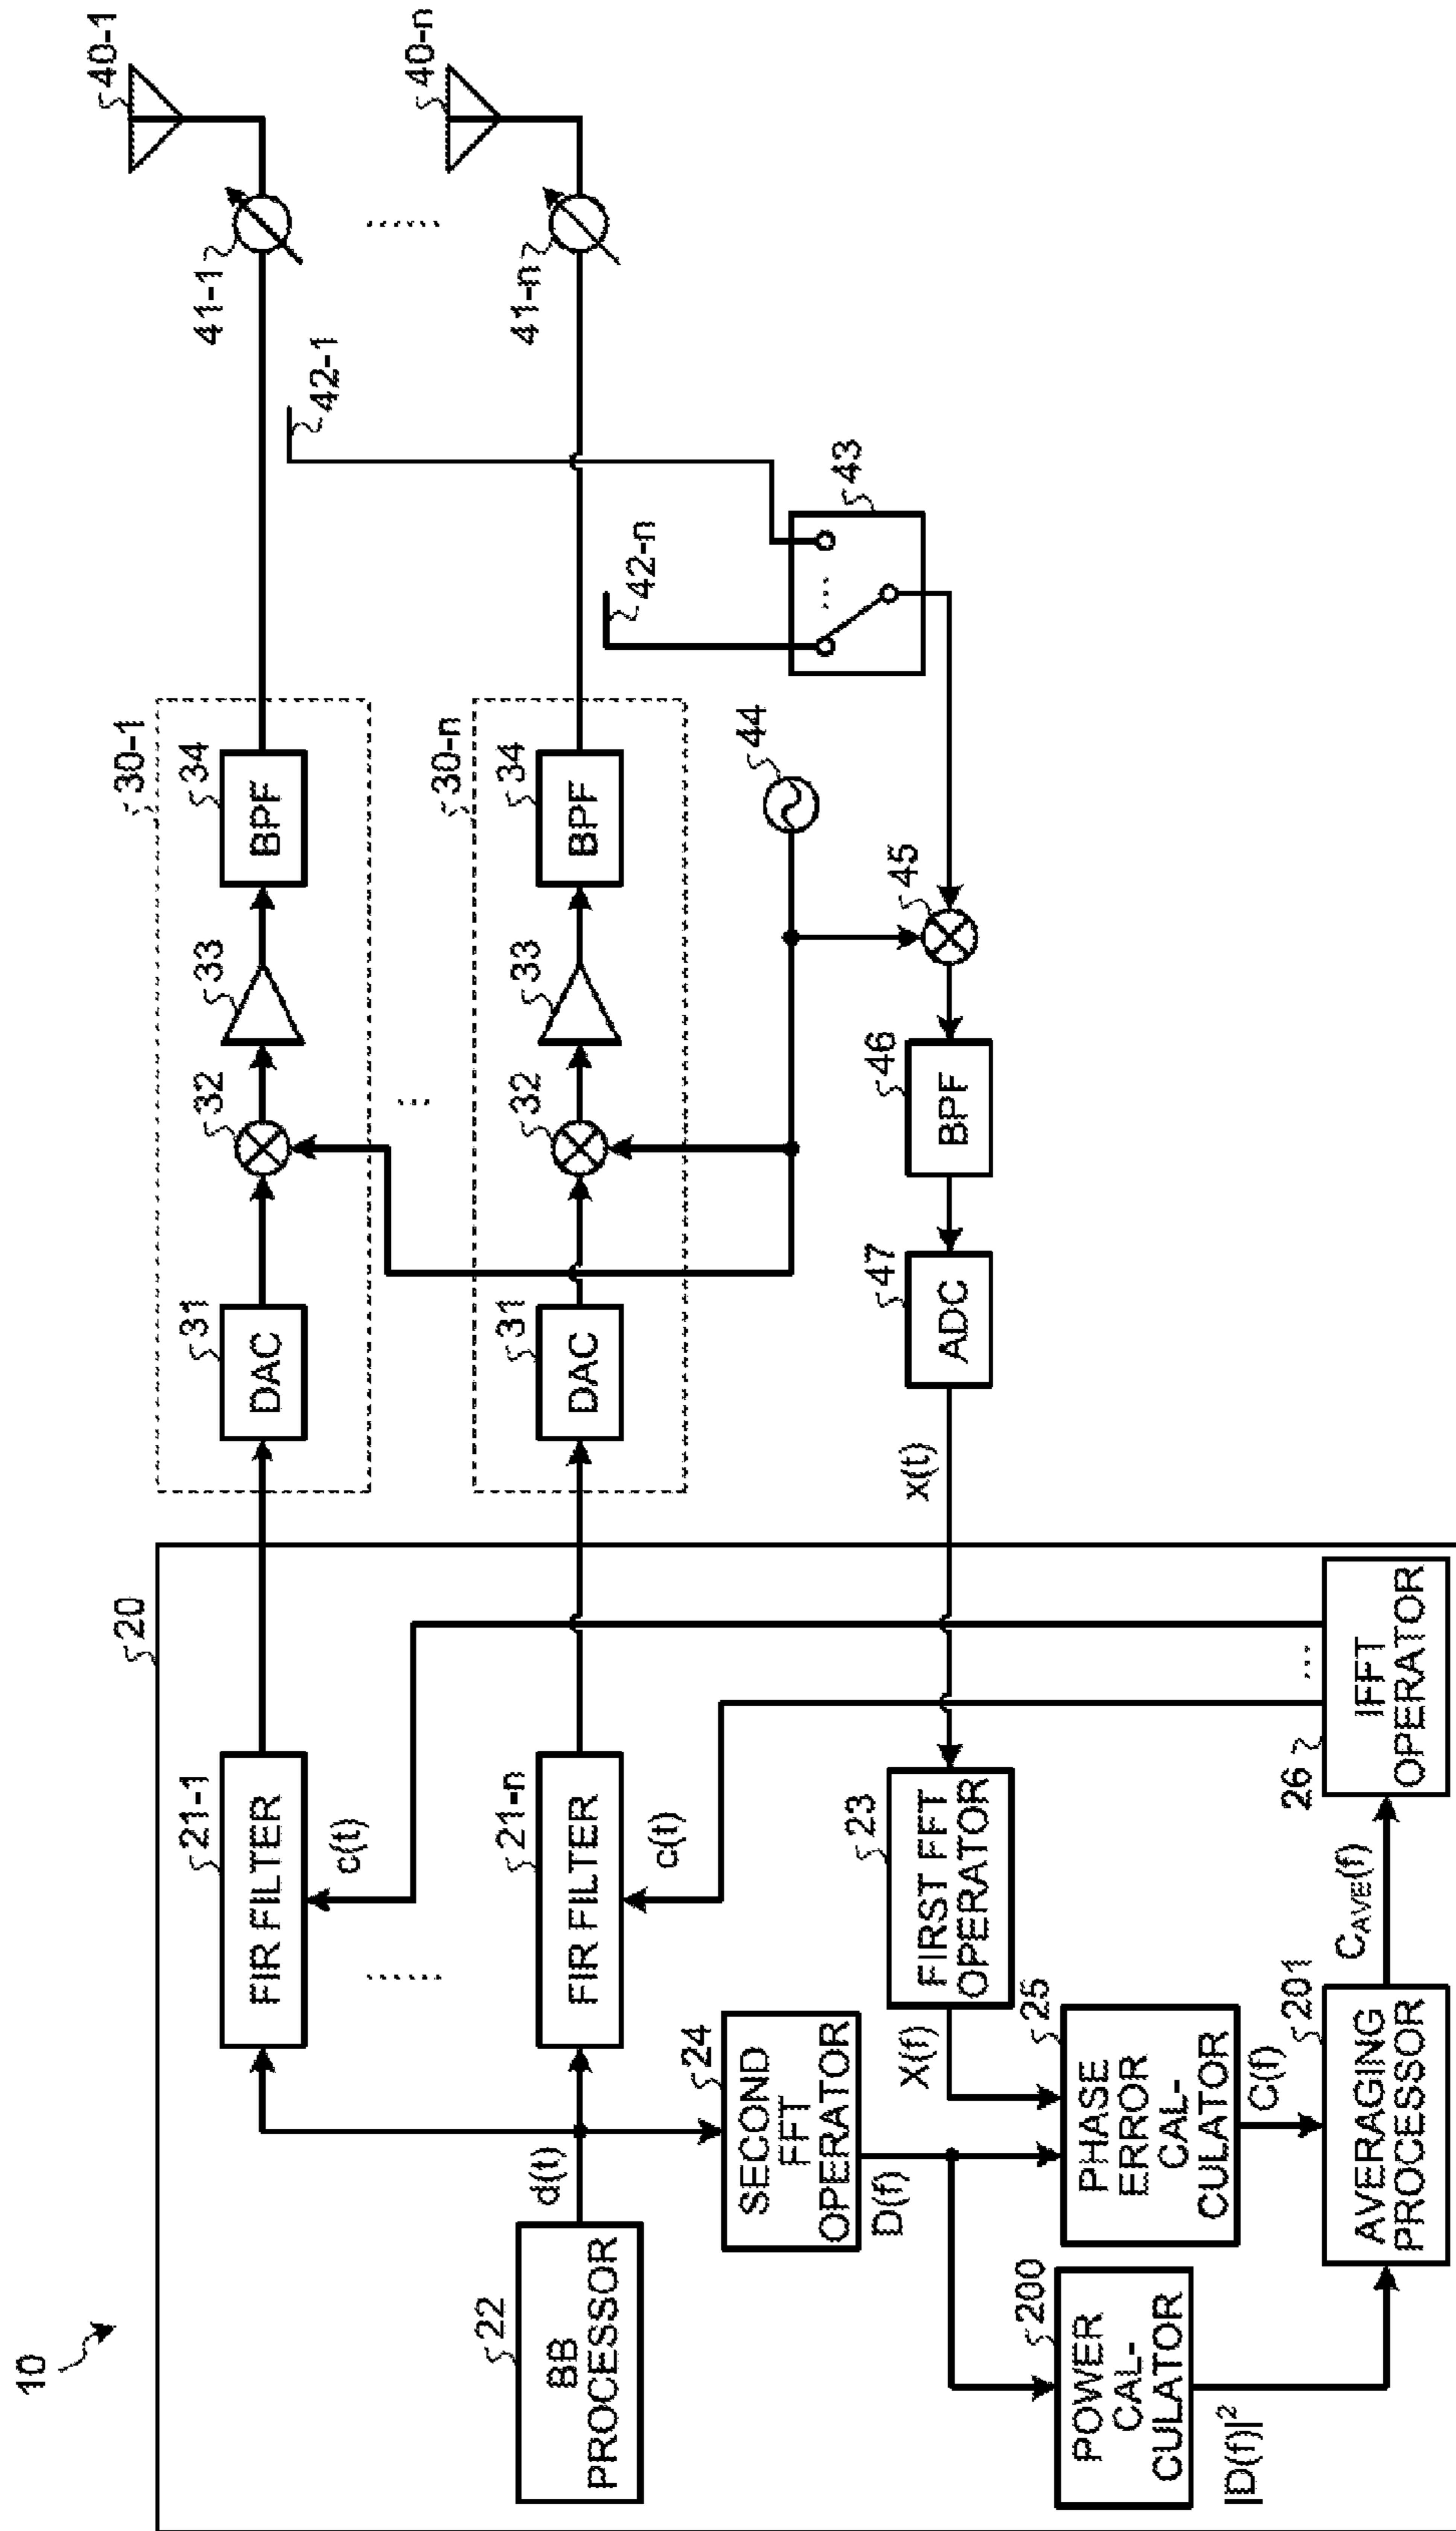 10
20
30-1
40-1
21-1
FIR FILTER
31
DAC
32
33
34
BPF
41-1
c(t)
42-1
30-n
40-n
22
BB
PROCESSOR
d(t)
21-n
FIR FILTER
31
DAC
32
33
34
BPF
41-n
c(t)
42-n
24
SECOND
FFT
OPERATOR
D(f)
44
43
200
POWER
CAL-
CULATOR
|D(f)|²
25
PHASE
ERROR
CAL-
CULATOR
C(f)
X(f)
23
FIRST FFT
OPERATOR
x(t)
47
ADC
46
BPF
45
201
AVERAGING
PROCESSOR
CAVE(f)
26
IFFT
OPERATOR